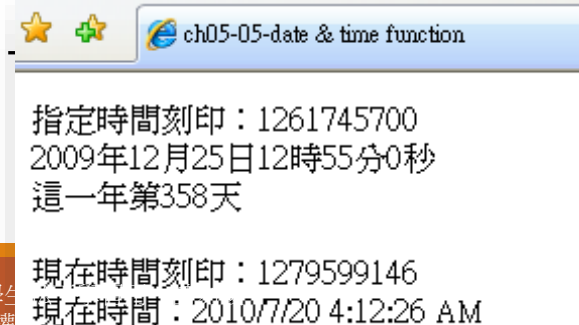 ch05-05-date & time function
指定時間刻印：1261745700
2009年12月25日12時55分0秒
這一年第358天
現在時間刻印：1279599146
現在時間：2010/7/20 4:12:26 AM